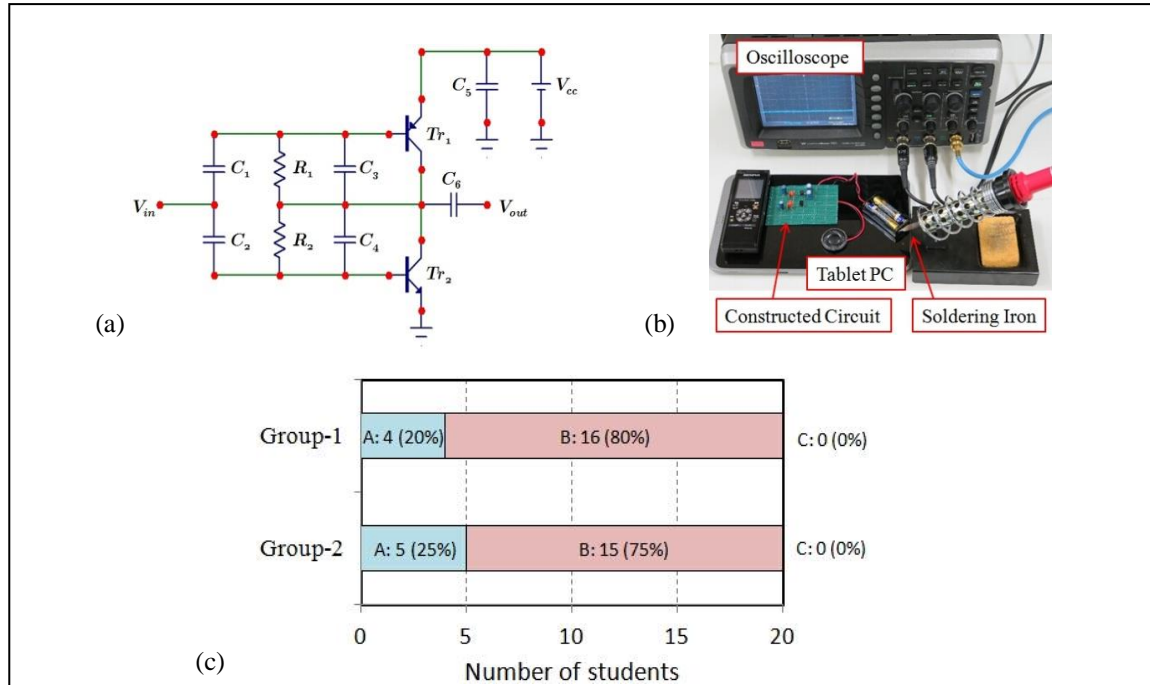 C5
Vcc
Tr1
C1
R1
C3
C6
Vin
Vout
C2
R2
C4
Tr2
(a)
Oscilloscope
Tablet PC
Constructed Circuit
Soldering Iron
(b)
Group-1
A: 4 (20%)
B: 16 (80%)
C: 0 (0%)
Group-2
A: 5 (25%)
B: 15 (75%)
C: 0 (0%)
0 5 10 15 20
Number of students
(c)